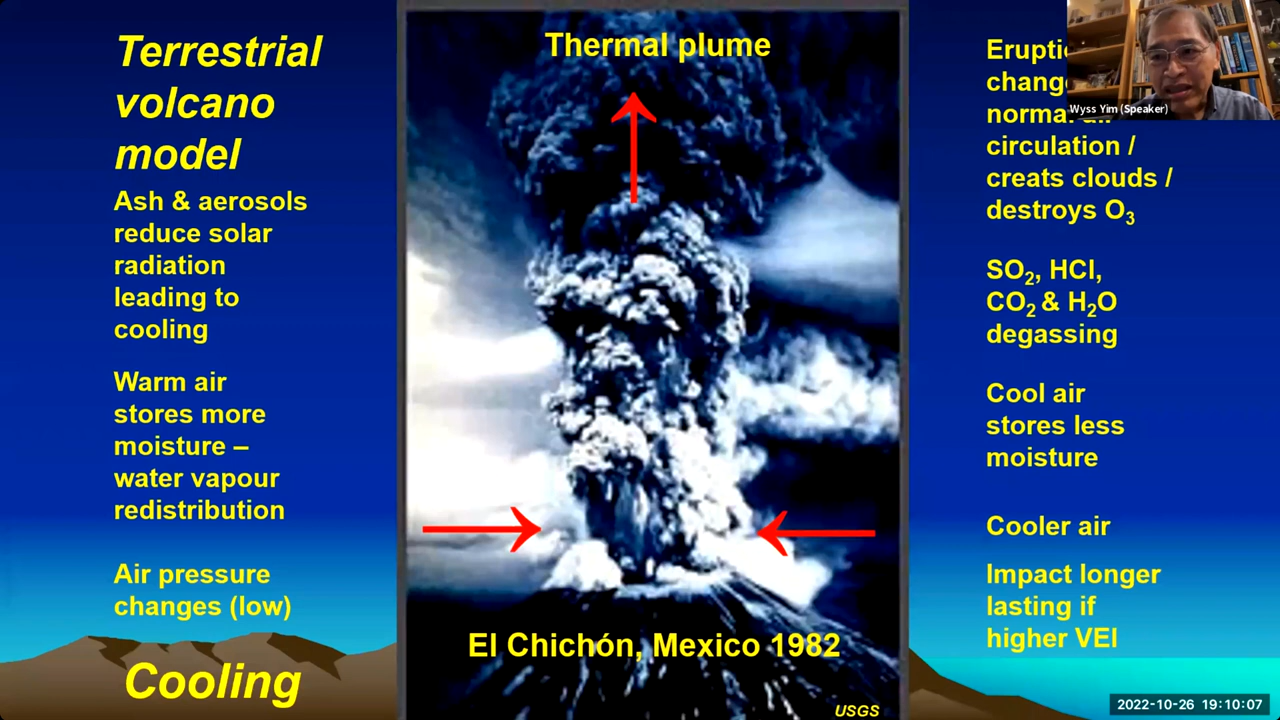 Terrestrial
volcano
model
Ash & aerosols
reduce solar
radiation
leading to
cooling
Warm air
stores more
moisture –
water vapour
redistribution
Air pressure
changes (low)
Cooling
Thermal plume
El Chichón, Mexico 1982
USGS
circulation /
creats clouds /
destroys O3
SO2, HCl,
CO2 & H2O
degassing
Cool air
stores less
moisture
Cooler air
Impact longer
lasting if
higher VEI
Wyss Yim (Speaker)
2022-10-26 19:10:07